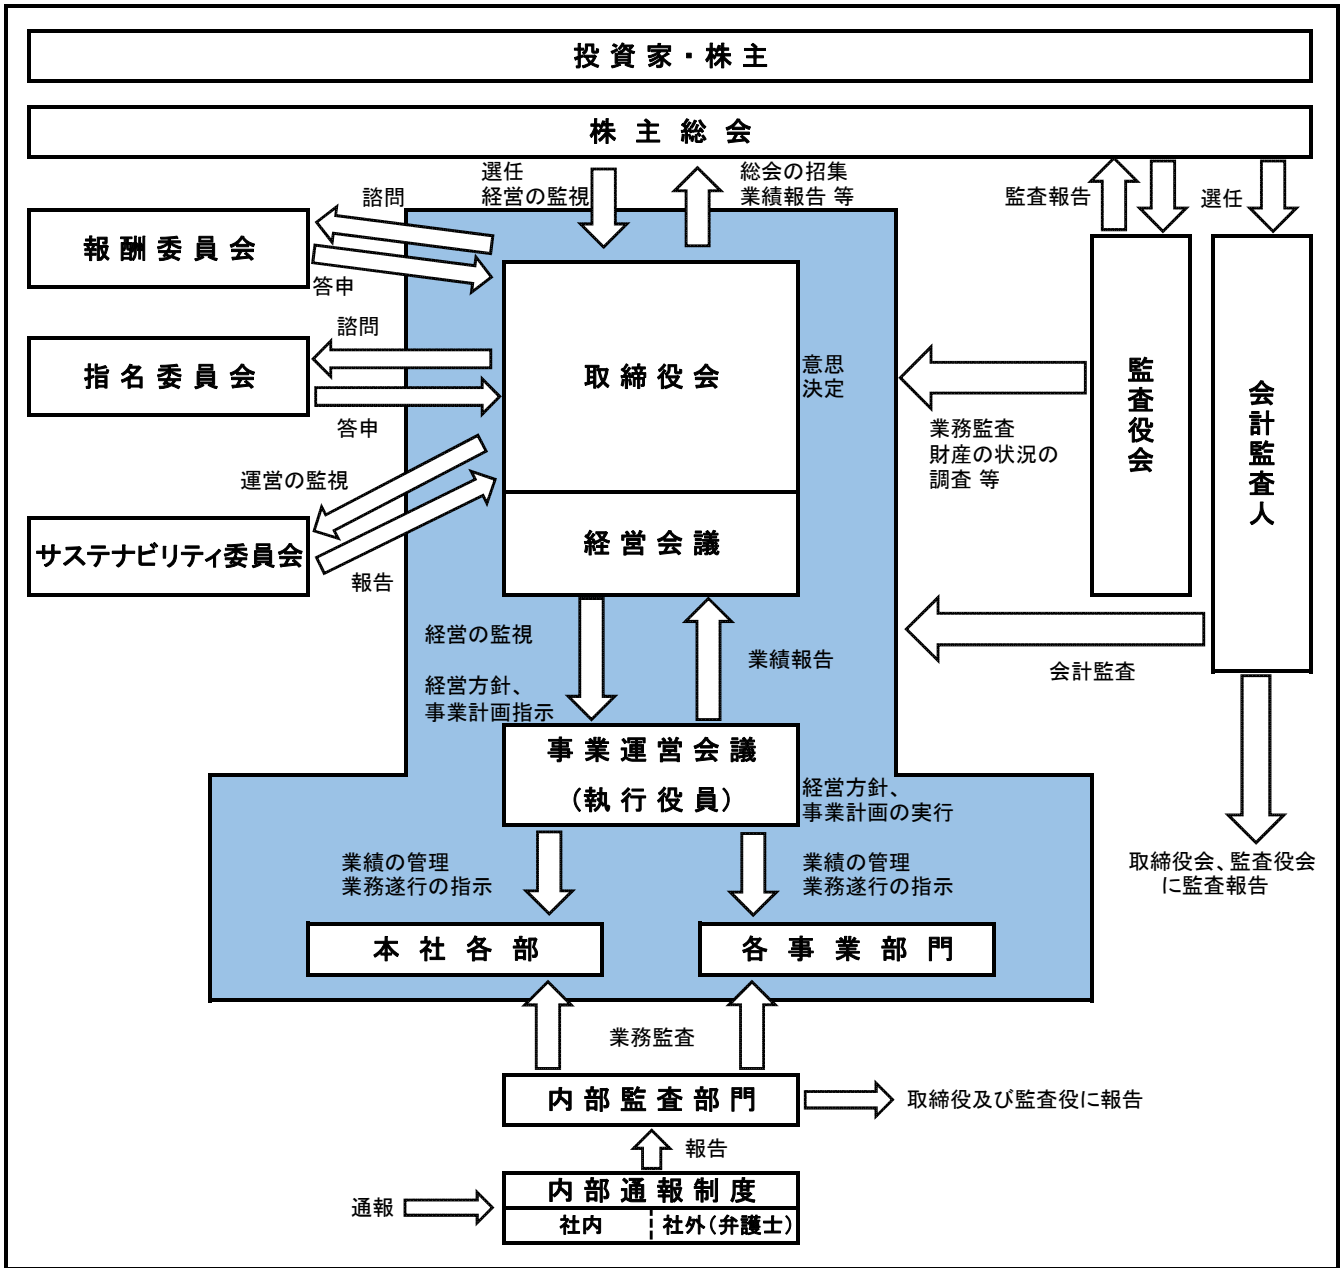 投資家・株主
株主総会
選任
経営の監視
総会の招集
業績報告 等
監査報告
選任
諮問
報酬委員会
答申
諮問
指名委員会
答申
取締役会
意思
決定
監査役会
会計監査人
業務監査
財産の状況の
調査 等
運営の監視
サステナビリティ委員会
報告
経営会議
経営の監視
経営方針、
事業計画指示
業績報告
会計監査
事業運営会議
(執行役員)
経営方針、
事業計画の実行
業績の管理
業務遂行の指示
業績の管理
業務遂行の指示
取締役会、監査役会
に監査報告
本社各部
各事業部門
業務監査
内部監査部門
取締役及び監査役に報告
報告
内部通報制度
通報
社内
社外(弁護士)